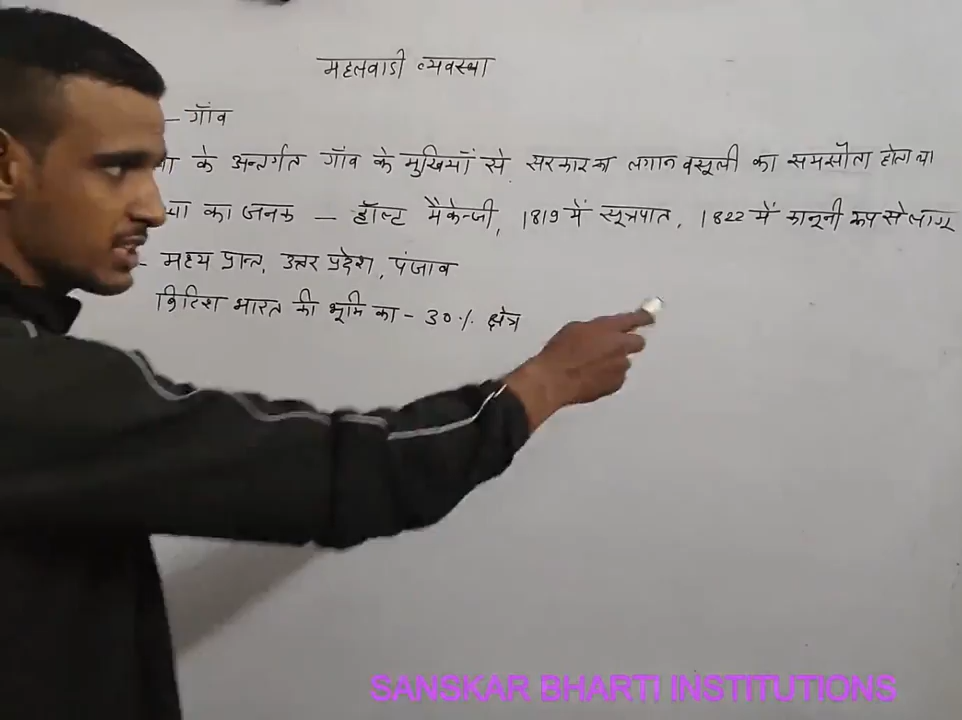 महलवाडी व्यवस्था
– गाँव
के अन्तर्गत गाँव के मुखियाँ से सरकार का लगान वसूली का समझौता होता था
का जनक – हॉल्ट मैकेन्जी, 1819 में सूत्रपात, 1822 में कानूनी रूप से लागू
– मध्य प्रान्त, उत्तर प्रदेश, पंजाब
ब्रिटिश भारत की भूमि का – 30% क्षेत्र
SANSKAR BHARTI INSTITUTIONS